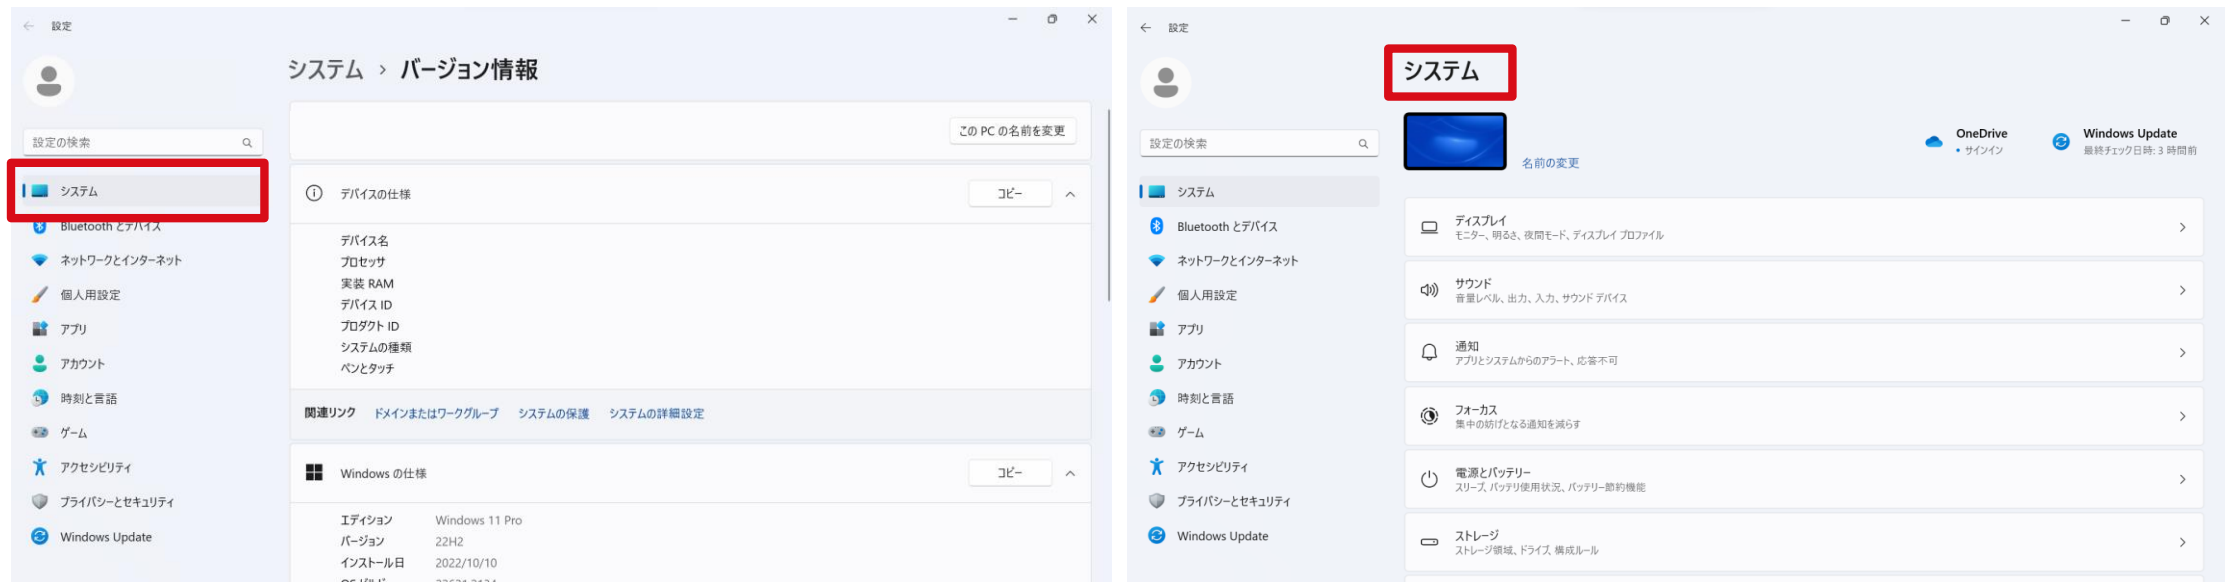 設定
システム › バージョン情報
この PC の名前を変更
設定の検索
システム
Bluetooth とデバイス
ネットワークとインターネット
個人用設定
アプリ
アカウント
時刻と言語
ゲーム
アクセシビリティ
プライバシーとセキュリティ
Windows Update
デバイスの仕様
コピー
デバイス名
プロセッサ
実装 RAM
デバイス ID
プロダクト ID
システムの種類
ペンとタッチ
関連リンク ドメインまたはワークグループ システムの保護 システムの詳細設定
Windows の仕様
コピー
エディション Windows 11 Pro
バージョン 22H2
インストール日 2022/10/10
設定
システム
名前の変更
OneDrive
• サインイン
Windows Update
最終チェック日時: 3 時間前
設定の検索
システム
Bluetooth とデバイス
ネットワークとインターネット
個人用設定
アプリ
アカウント
時刻と言語
ゲーム
アクセシビリティ
プライバシーとセキュリティ
Windows Update
ディスプレイ
モニター、明るさ、夜間モード、ディスプレイ プロファイル
サウンド
音量レベル、出力、入力、サウンド デバイス
通知
アプリとシステムからのアラート、応答不可
フォーカス
集中の妨げとなる通知を減らす
電源とバッテリー
スリープ、バッテリ使用状況、バッテリー節約機能
ストレージ
ストレージ領域、ドライブ、構成ルール